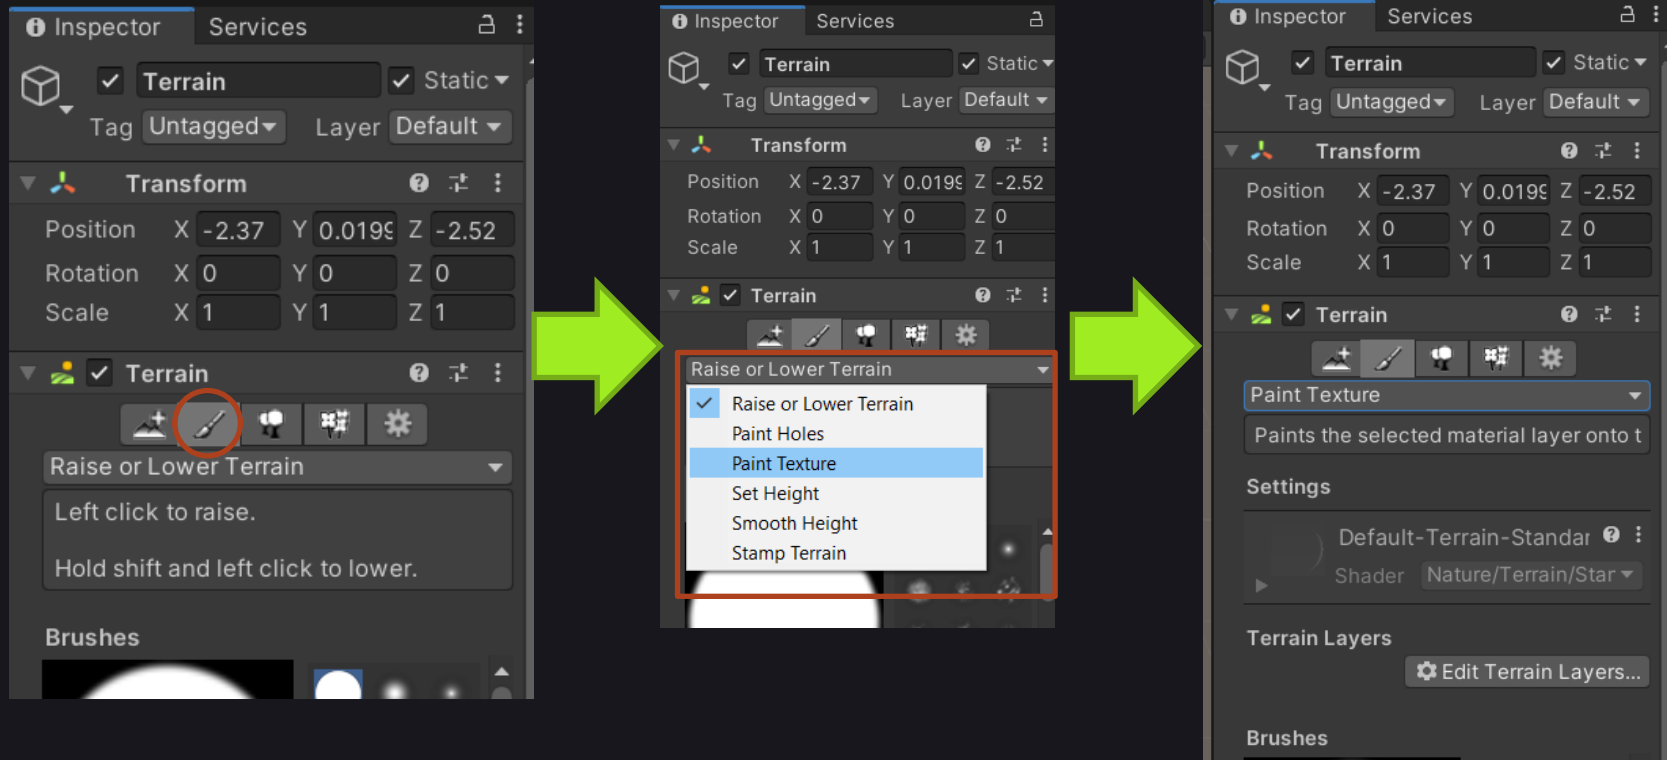 Inspector Services
Terrain Static
Tag Untagged Layer Default
Transform
Position X -2.37 Y 0.0199 Z -2.52
Rotation X 0 Y 0 Z 0
Scale X 1 Y 1 Z 1
Terrain
Raise or Lower Terrain
Left click to raise.
Hold shift and left click to lower.
Brushes
Inspector Services
Terrain Static
Tag Untagged Layer Default
Transform
Position X -2.37 Y 0.0199 Z -2.52
Rotation X 0 Y 0 Z 0
Scale X 1 Y 1 Z 1
Terrain
Raise or Lower Terrain
Raise or Lower Terrain
Paint Holes
Paint Texture
Set Height
Smooth Height
Stamp Terrain
Inspector Services
Terrain Static
Tag Untagged Layer Default
Transform
Position X -2.37 Y 0.0199 Z -2.52
Rotation X 0 Y 0 Z 0
Scale X 1 Y 1 Z 1
Terrain
Paint Texture
Paints the selected material layer onto t
Settings
Default-Terrain-Standar
Shader Nature/Terrain/Star
Terrain Layers
Edit Terrain Layers...
Brushes